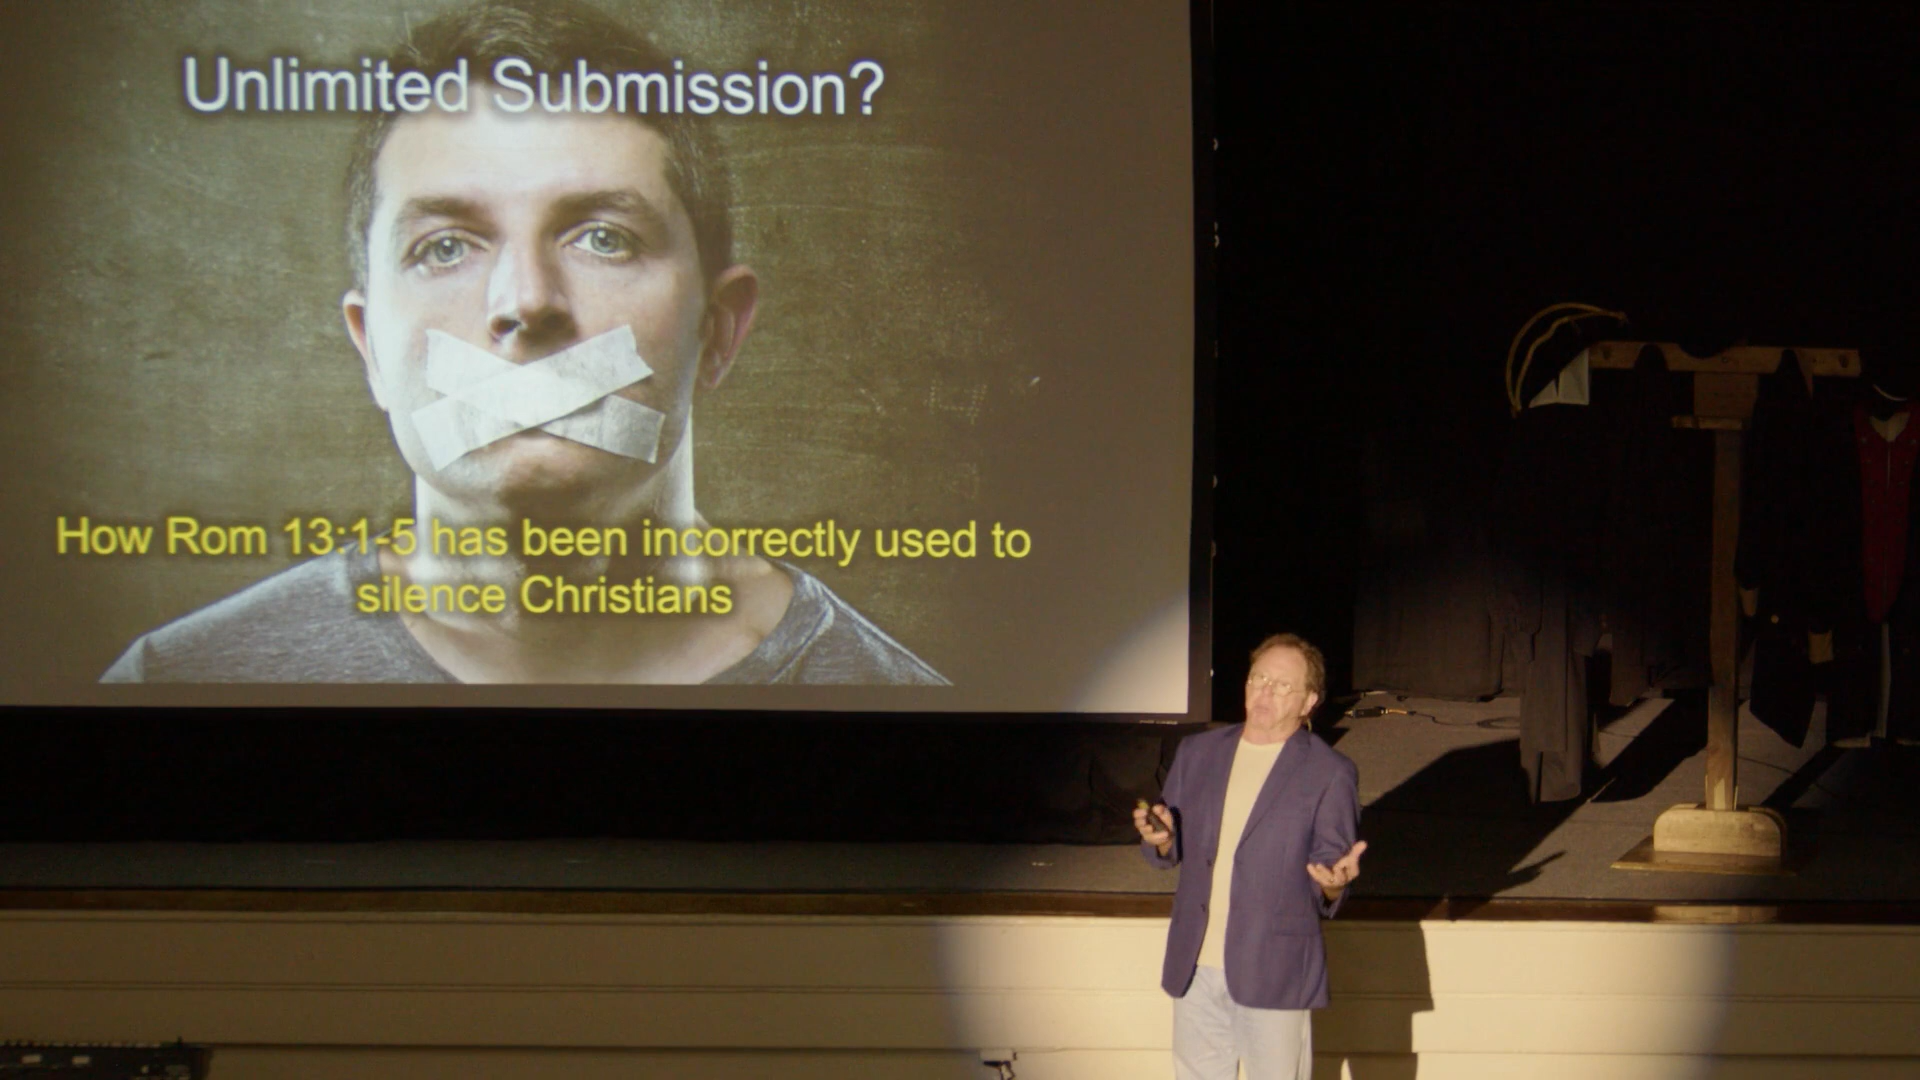 Unlimited Submission?
How Rom 13:1-5 has been incorrectly used to
silence Christians